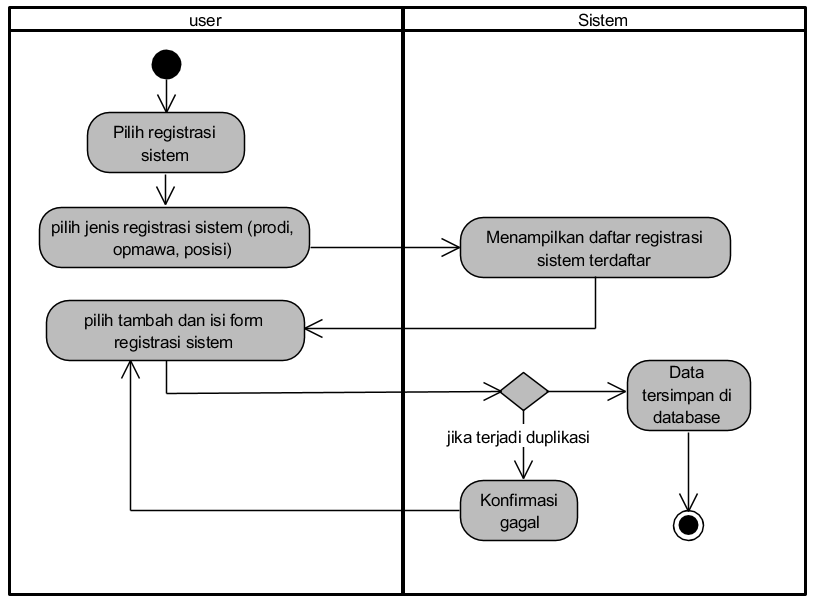 user
Sistem
Pilih registrasi
sistem
pilih jenis registrasi sistem (prodi,
opmawa, posisi)
Menampilkan daftar registrasi
sistem terdaftar
pilih tambah dan isi form
registrasi sistem
Data
tersimpan di
database
jika terjadi duplikasi
Konfirmasi
gagal